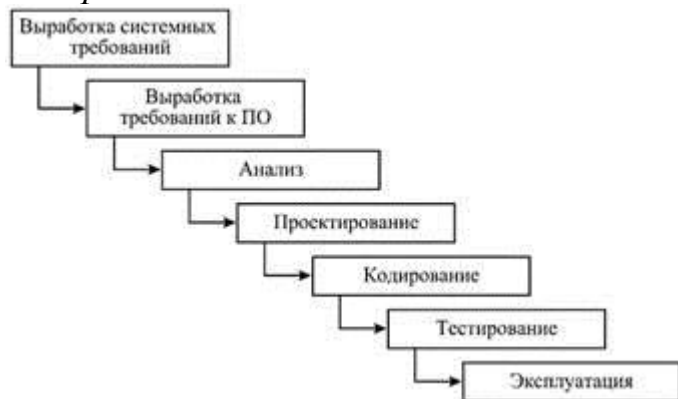 Выработка системных
требований
Выработка
требований к ПО
Анализ
Проектирование
Кодирование
Тестирование
Эксплуатация